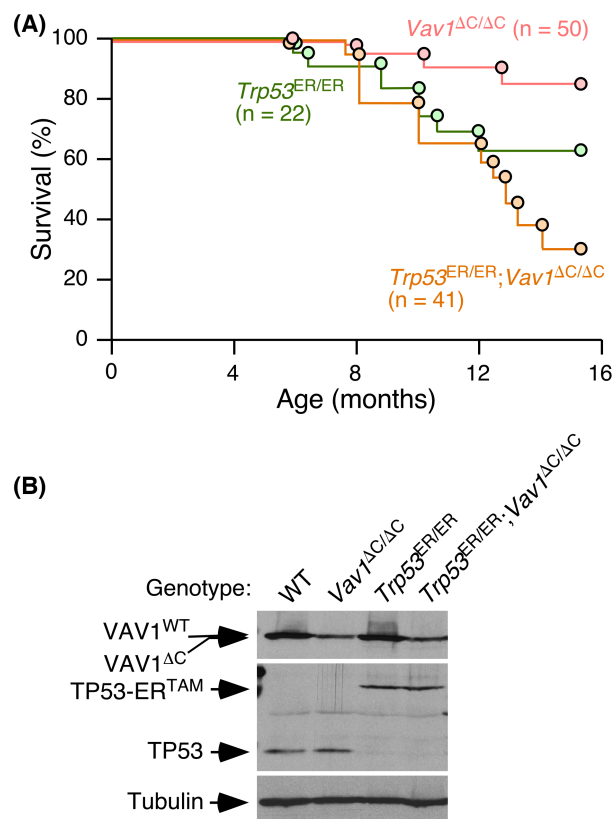 (A)
Vav1ΔC/ΔC (n = 50)
Trp53ER/ER
(n = 22)
Trp53ER/ER;Vav1ΔC/ΔC
(n = 41)
Survival (%)
100
80
60
40
20
0
0 4 8 12 16
Age (months)
(B)
Genotype: WT Vav1ΔC/ΔC Trp53ER/ER Trp53ER/ER;Vav1ΔC/ΔC
VAV1WT
VAV1ΔC
TP53-ERTAM
TP53
Tubulin